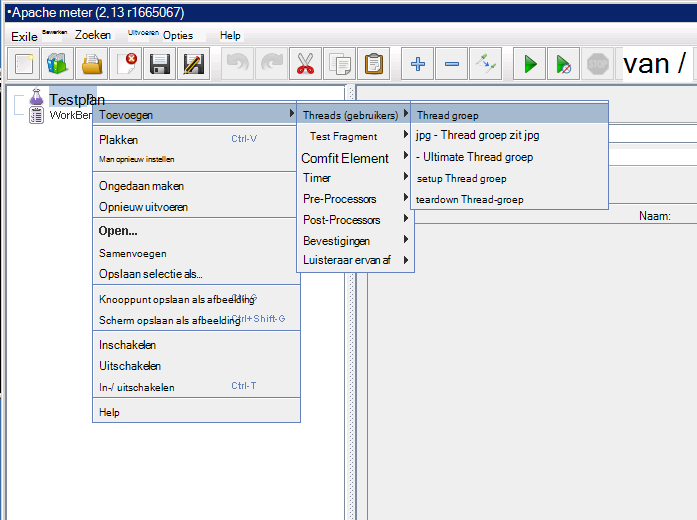 Apache meter (2,13 r1665067)
Exile Bewerken Zoeken Uitvoeren Opties Help
STOP van /
Testplan
WorkBen
Toevoegen
Plakken Ctrl-V
Man opnieuw instellen
Ongedaan maken
Opnieuw uitvoeren
Open...
Samenvoegen
Opslaan selectie als...
Knooppunt opslaan als afbeelding Ctrl-G
Scherm opslaan als afbeelding Ctrl+Shift-G
Inschakelen
Uitschakelen
In-/ uitschakelen Ctrl-T
Help
Threads (gebruikers)
Test Fragment
Comfit Element
Timer
Pre-Processors
Post-Processors
Bevestigingen
Luisteraar ervan af
Thread groep
jpg - Thread groep zit jpg
- Ultimate Thread groep
setup Thread groep
teardown Thread-groep
Naam: